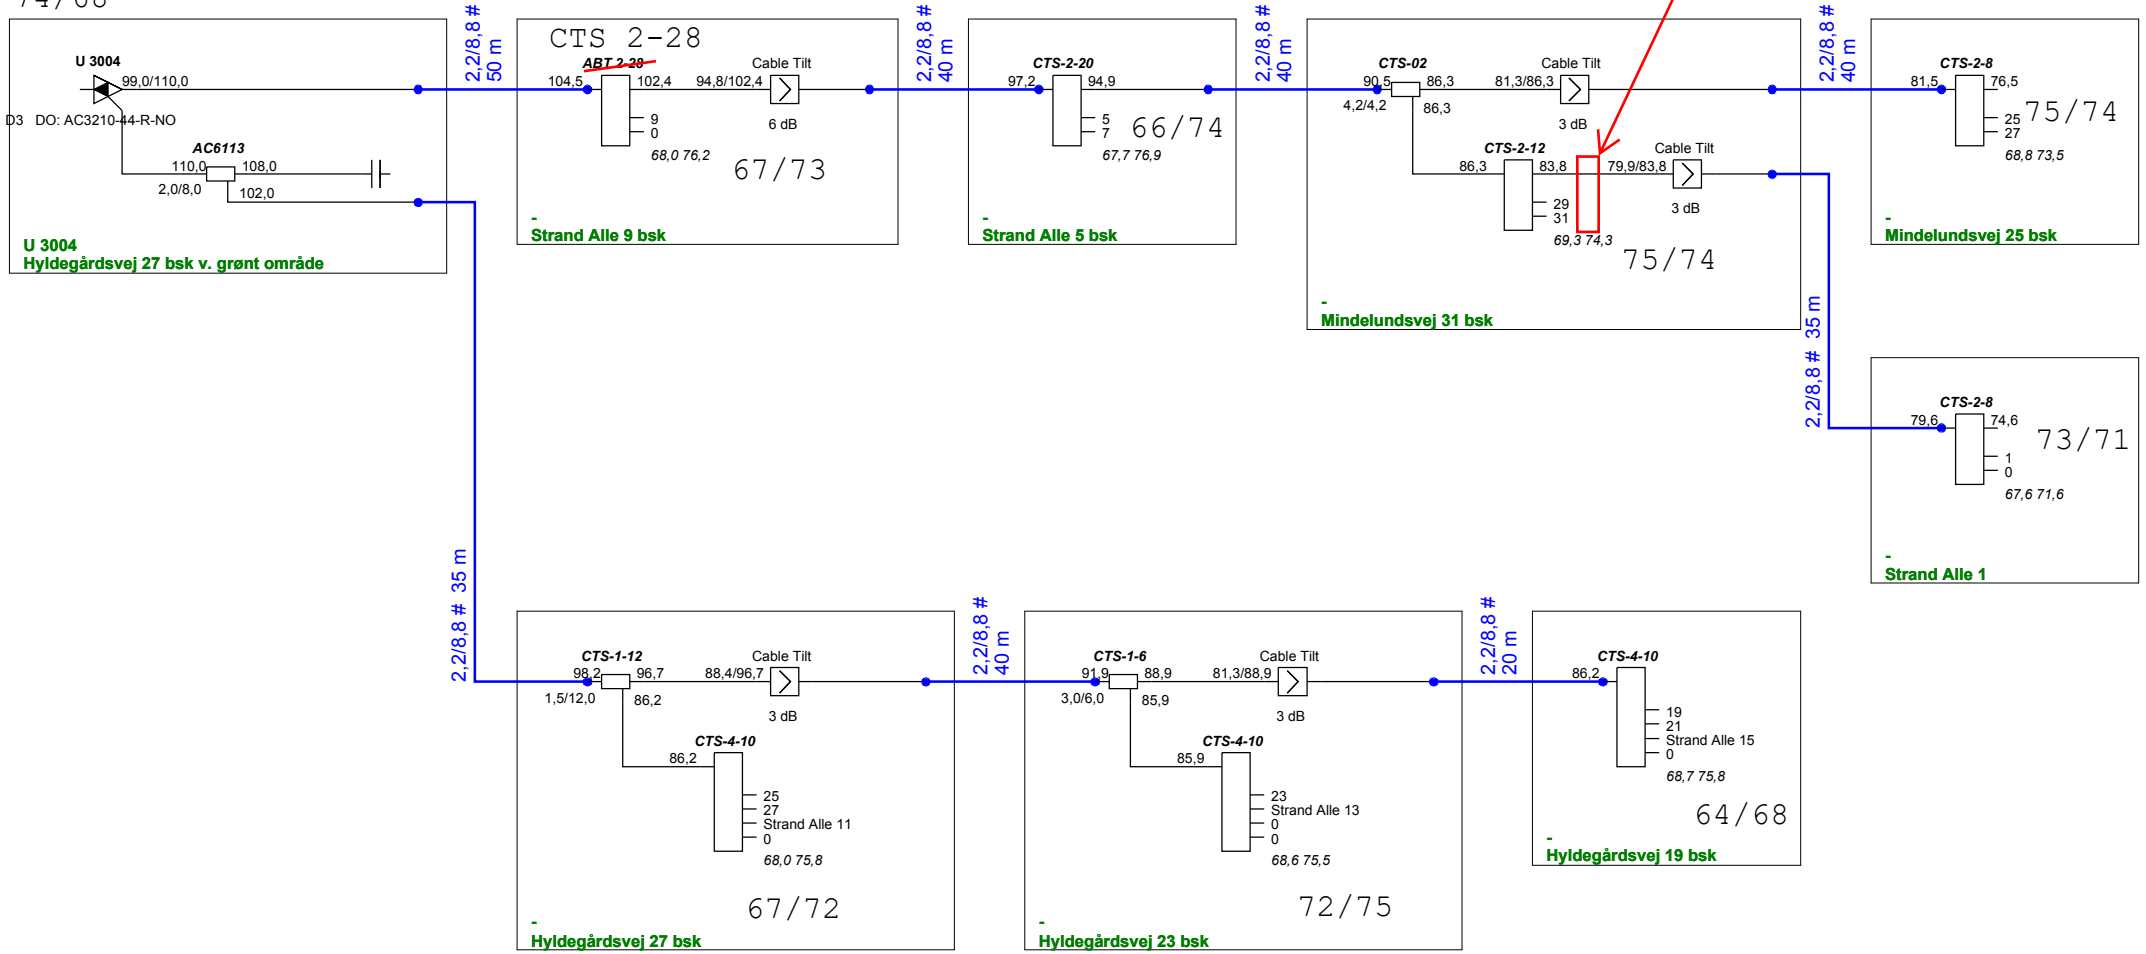 74/68
U 3004
99,0/110,0
D3 DO: AC3210-44-R-NO
AC6113
110,0 108,0
2,0/8,0
102,0
U 3004
Hyldegårdsvej 27 bsk v. grønt område
2,2/8,8 #
50 m
CTS 2-28
ABT 2-28
104,5 102,4
94,8/102,4
Cable Tilt
6 dB
9
0
68,0 76,2
67/73
-
Strand Alle 9 bsk
2,2/8,8 #
40 m
CTS-2-20
97,2 94,9
5
7
67,7 76,9
66/74
-
Strand Alle 5 bsk
2,2/8,8 #
40 m
CTS-02
90,5 86,3
4,2/4,2
86,3
81,3/86,3
Cable Tilt
3 dB
CTS-2-12
86,3 83,8
79,9/83,8
Cable Tilt
3 dB
29
31
69,3 74,3
75/74
-
Mindelundsvej 31 bsk
2,2/8,8 #
40 m
CTS-2-8
81,5 76,5
25
27
68,8 73,5
75/74
-
Mindelundsvej 25 bsk
2,2/8,8 # 35 m
CTS-2-8
79,6 74,6
1
0
67,6 71,6
73/71
-
Strand Alle 1
2,2/8,8 # 35 m
CTS-1-12
98,2 96,7
1,5/12,0
86,2
88,4/96,7
Cable Tilt
3 dB
CTS-4-10
86,2
25
27
Strand Alle 11
0
68,0 75,8
67/72
-
Hyldegårdsvej 27 bsk
2,2/8,8 #
40 m
CTS-1-6
91,9 88,9
3,0/6,0
85,9
81,3/88,9
Cable Tilt
3 dB
CTS-4-10
85,9
23
Strand Alle 13
0
0
68,6 75,5
72/75
-
Hyldegårdsvej 23 bsk
2,2/8,8 #
20 m
CTS-4-10
86,2
19
21
Strand Alle 15
0
68,7 75,8
64/68
-
Hyldegårdsvej 19 bsk